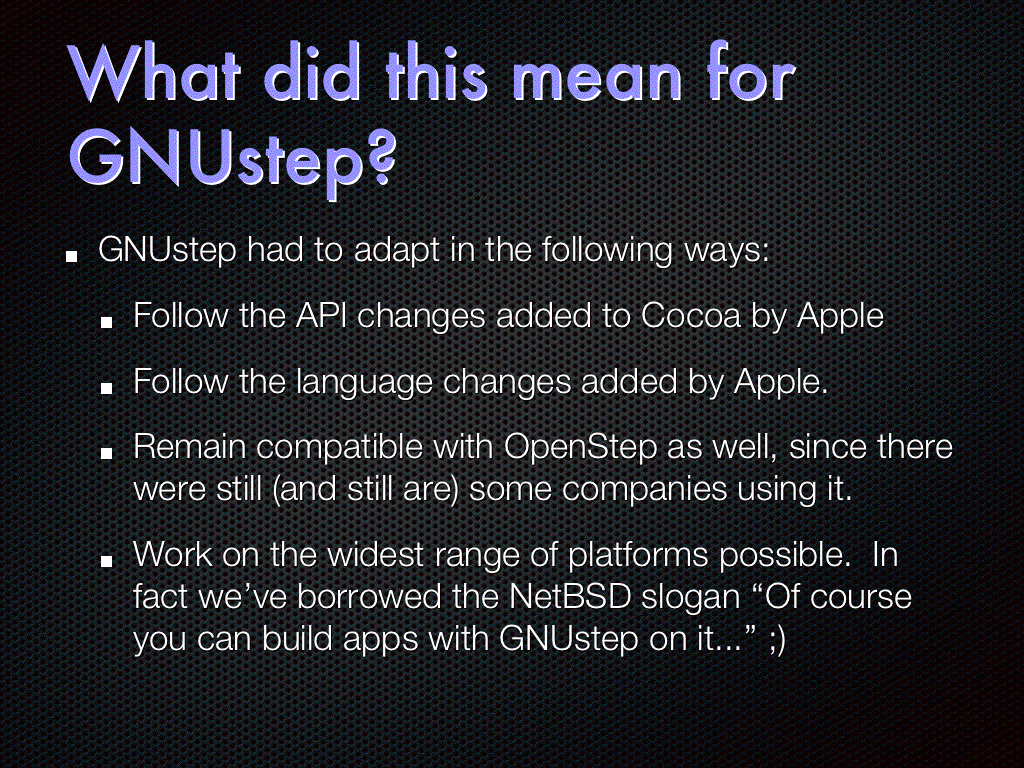 What did this mean for
GNUstep?
GNUstep had to adapt in the following ways:
Follow the API changes added to Cocoa by Apple
Follow the language changes added by Apple.
Remain compatible with OpenStep as well, since there
were still (and still are) some companies using it.
Work on the widest range of platforms possible.  In
fact we’ve borrowed the NetBSD slogan “Of course
you can build apps with GNUstep on it...” ;)